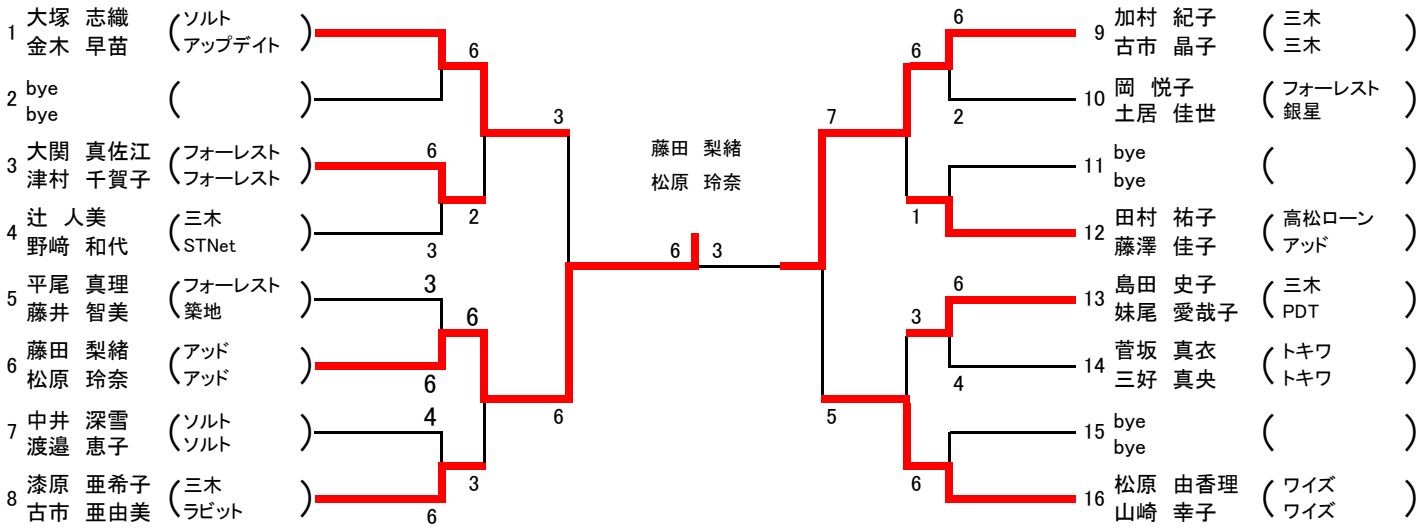 1 大塚 志織 ( ソルト )
金木 早苗 アップデイト
2 bye ( )
bye
3 大関 真佐江 ( フォーレスト )
津村 千賀子 フォーレスト
4 辻 人美 ( 三木 )
野﨑 和代 STNet
5 平尾 真理 ( フォーレスト )
藤井 智美 築地
6 藤田 梨緒 ( アッド )
松原 玲奈 アッド
7 中井 深雪 ( ソルト )
渡邉 恵子 ソルト
8 漆原 亜希子 ( 三木 )
古市 亜由美 ラビット
6
6
2
3
3
6
6
4
3
6
3
6
藤田 梨緒
松原 玲奈
6 3
7
5
6
1
3
6
6
2
6
4
9 加村 紀子 ( 三木 )
古市 晶子 三木
10 岡 悦子 ( フォーレスト )
土居 佳世 銀星
11 bye ( )
bye
12 田村 祐子 ( 高松ローン )
藤澤 佳子 アッド
13 島田 史子 ( 三木 )
妹尾 愛哉子 PDT
14 菅坂 真衣 ( トキワ )
三好 真央 トキワ
15 bye ( )
bye
16 松原 由香理 ( ワイズ )
山崎 幸子 ワイズ